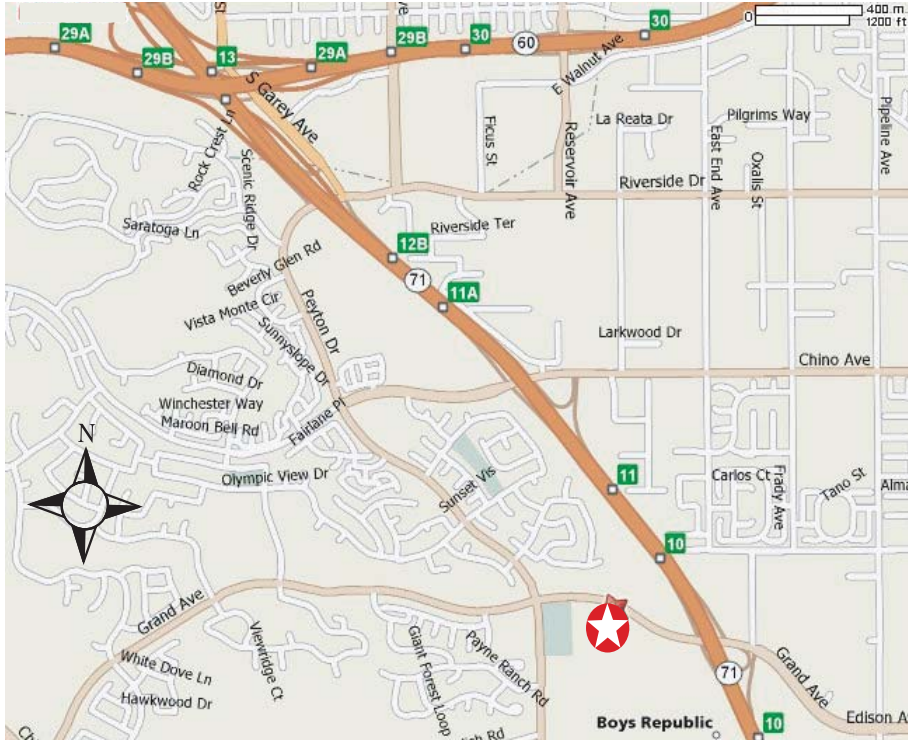 400 m.
0
1200 ft
29A
29B
13
29A
29B
30
60
30
E Walnut Ave
S Garey Ave
Rock Crest Ln
Scenic Ridge Dr
Ficus St
Reservoir Ave
La Reata Dr
East End Ave
Pilgrims Way
Oxalis St
Pipeline Ave
Riverside Dr
Saratoga Ln
Riverside Ter
12B
Beverly Glen Rd
71
11A
Vista Monte Cir
Peyton Dr
Sunnyslope Dr
Larkwood Dr
Chino Ave
Diamond Dr
Winchester Way
Maroon Bell Rd
Fairlane Pl
N
Olympic View Dr
Sunset Vis
11
Carlos Ct
Frady Ave
Tano St
Alma
10
Grand Ave
Viewridge Ct
White Dove Ln
Hawkwood Dr
Giant Forest Loop
Payne Ranch Rd
71
Grand Ave
Boys Republic
10
Edison Av